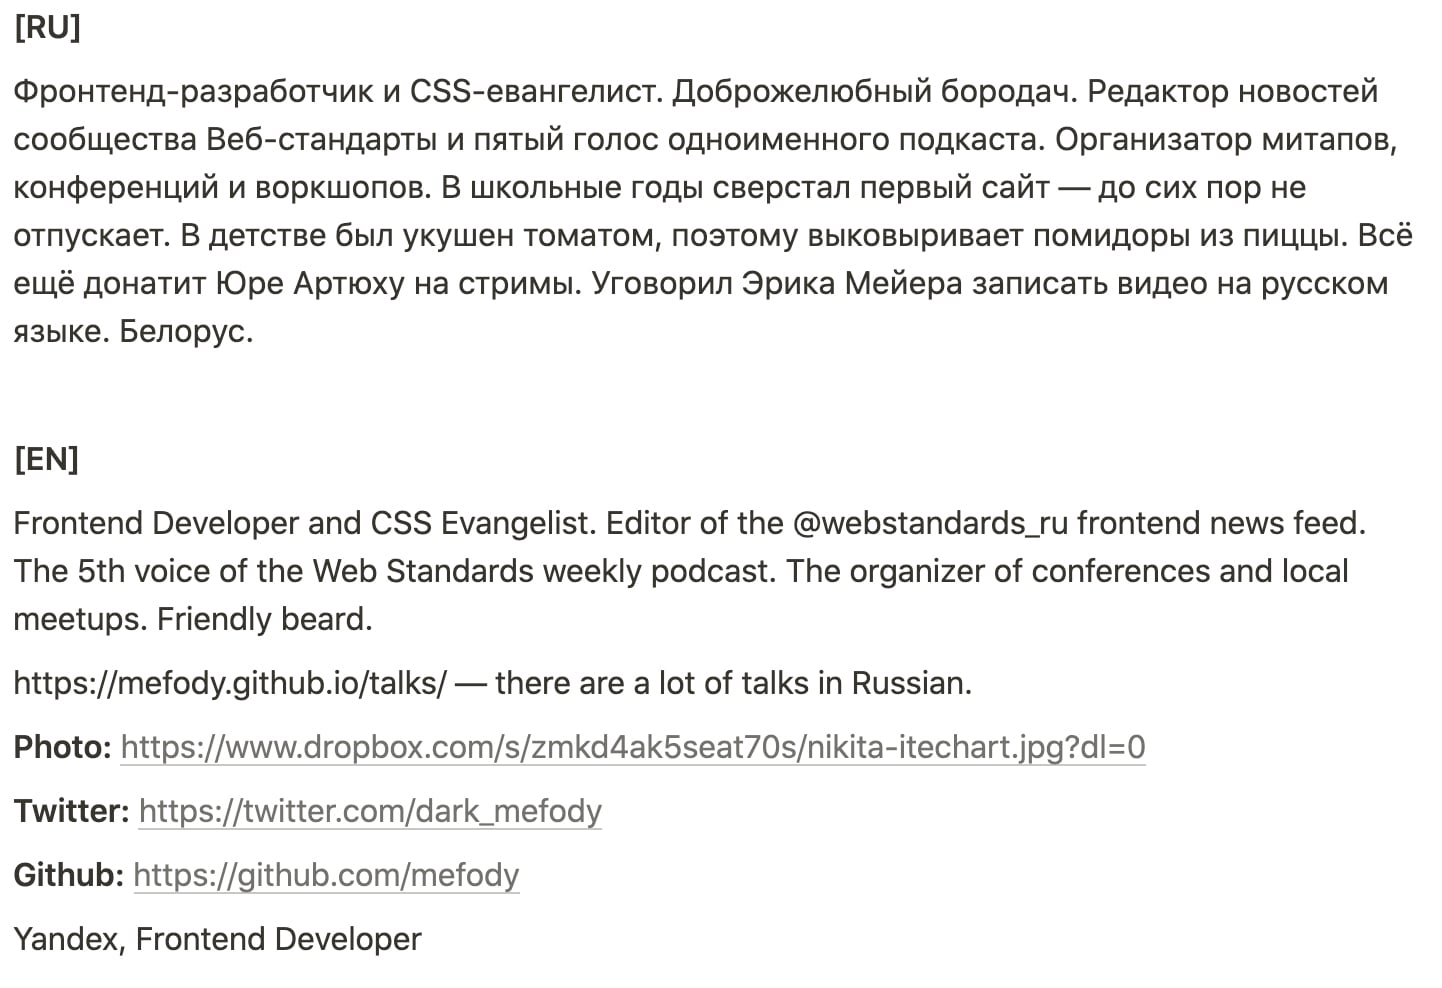 [RU]
Фронтенд-разработчик и CSS-евангелист. Доброжелюбный бородач. Редактор новостей
сообщества Веб-стандарты и пятый голос одноименного подкаста. Организатор митапов,
конференций и воркшопов. В школьные годы сверстал первый сайт — до сих пор не
отпускает. В детстве был укушен томатом, поэтому выковыривает помидоры из пиццы. Всё
ещё донатит Юре Артюху на стримы. Уговорил Эрика Мейера записать видео на русском
языке. Белорус.
[EN]
Frontend Developer and CSS Evangelist. Editor of the @webstandards_ru frontend news feed.
The 5th voice of the Web Standards weekly podcast. The organizer of conferences and local
meetups. Friendly beard.
https://mefody.github.io/talks/ — there are a lot of talks in Russian.
Photo: https://www.dropbox.com/s/zmkd4ak5seat70s/nikita-itechart.jpg?dl=0
Twitter: https://twitter.com/dark_mefody
Github: https://github.com/mefody
Yandex, Frontend Developer